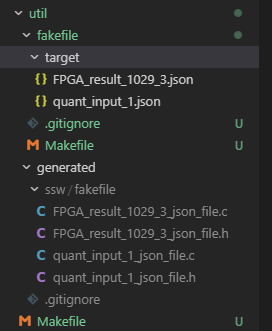 util
fakefile
target
{} FPGA_result_1029_3.json
{} quant_input_1.json
.gitignore U
M Makefile U
generated
ssw / fakefile
C FPGA_result_1029_3_json_file.c
C FPGA_result_1029_3_json_file.h
C quant_input_1_json_file.c
C quant_input_1_json_file.h
.gitignore
M Makefile U